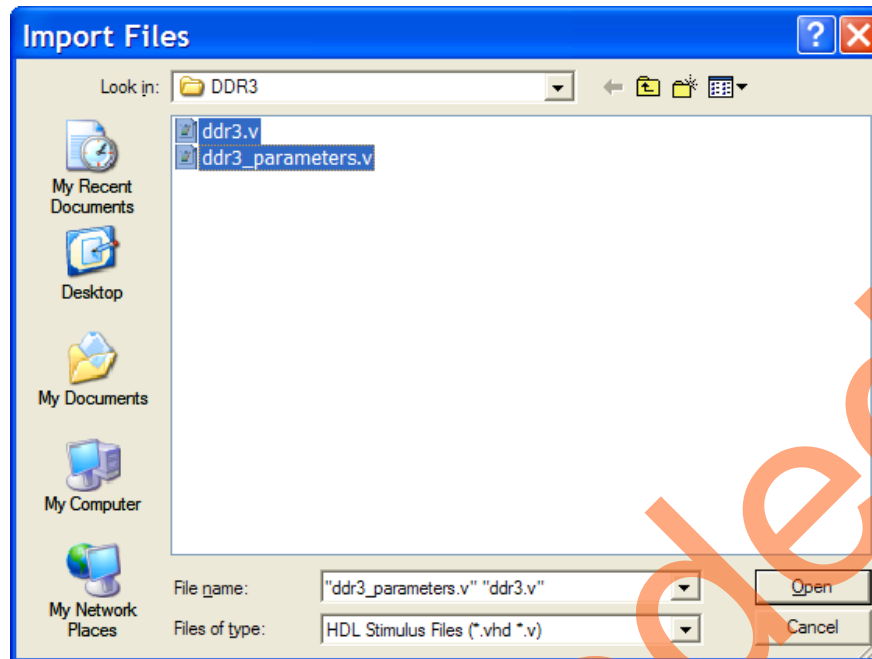 Import Files
Look in: DDR3
ddr3.v
ddr3_parameters.v
My Recent
Documents
Desktop
My Documents
My Computer
My Network
Places
File name: "ddr3_parameters.v" "ddr3.v" Open
Files of type: HDL Stimulus Files (*.vhd *.v) Cancel